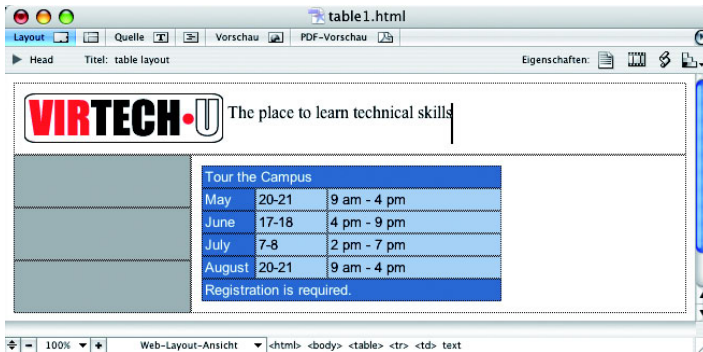 table1.html
Layout Quelle T Vorschau PDF-Vorschau
Head Titel: table layout Eigenschaften:
VIRTECH•U The place to learn technical skills
Tour the Campus
May 20-21 9 am - 4 pm
June 17-18 4 pm - 9 pm
July 7-8 2 pm - 7 pm
August 20-21 9 am - 4 pm
Registration is required.
100% Web-Layout-Ansicht <html> <body> <table> <tr> <td> text